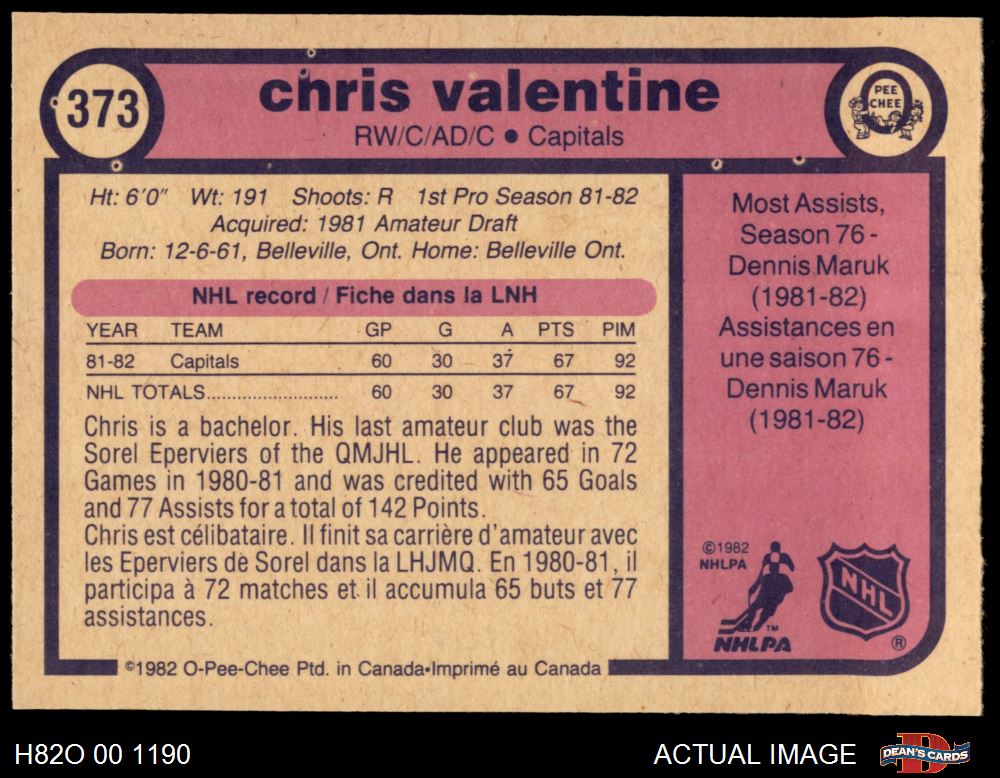 373
chris valentine
RW/C/AD/C • Capitals
O
PEE
CHEE
Ht: 6'0" Wt: 191 Shoots: R 1st Pro Season 81-82
Acquired: 1981 Amateur Draft
Born: 12-6-61, Belleville, Ont. Home: Belleville Ont.
NHL record / Fiche dans la LNH
YEAR TEAM GP G A PTS PIM
81-82 Capitals 60 30 37 67 92
NHL TOTALS........................ 60 30 37 67 92
Chris is a bachelor. His last amateur club was the
Sorel Eperviers of the QMJHL. He appeared in 72
Games in 1980-81 and was credited with 65 Goals
and 77 Assists for a total of 142 Points.
Chris est célibataire. Il finit sa carrière d'amateur avec
les Eperviers de Sorel dans la LHJMQ. En 1980-81, il
participa à 72 matches et il accumula 65 buts et 77
assistances.
©1982 O-Pee-Chee Ptd. in Canada•Imprimé au Canada
Most Assists,
Season 76 -
Dennis Maruk
(1981-82)
Assistances en
une saison 76 -
Dennis Maruk
(1981-82)
©1982
NHLPA
TM
NHLPA
NHL
®
H82O 00 1190
ACTUAL IMAGE
D
DEAN'S CARDS